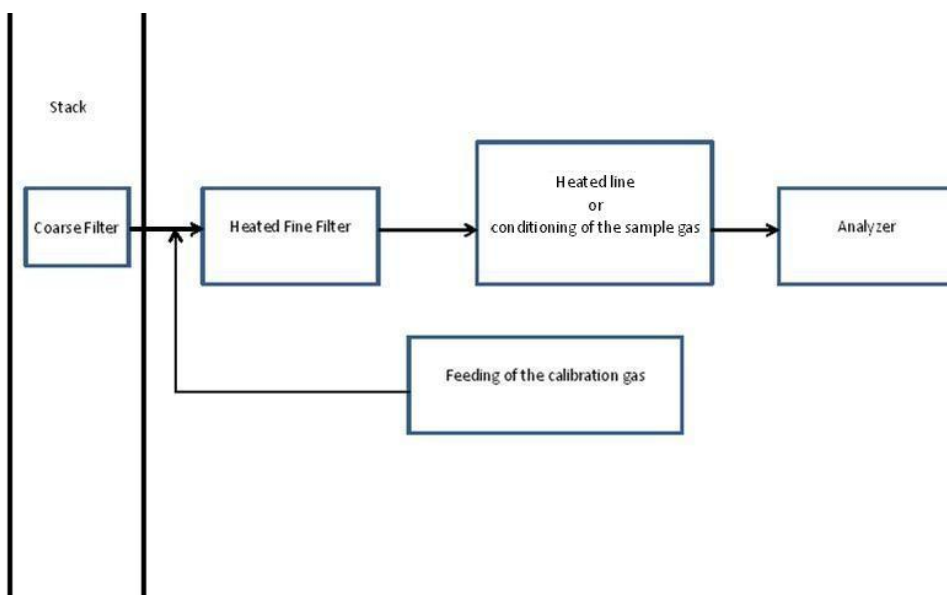 Stack
Coarse Filter
Heated Fine Filter
Heated line
or
conditioning of the sample gas
Analyzer
Feeding of the calibration gas